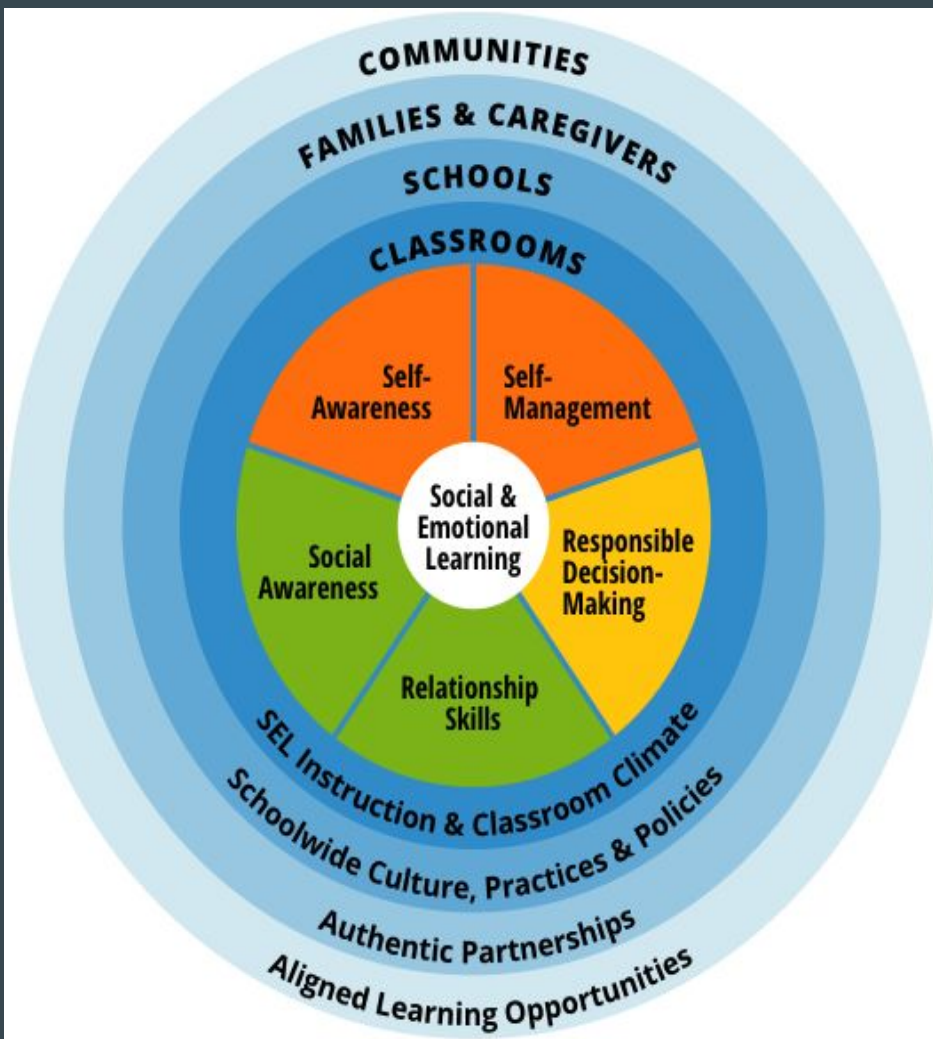 COMMUNITIES
FAMILIES & CAREGIVERS
SCHOOLS
CLASSROOMS
Self-
Awareness
Self-
Management
Social &
Emotional
Learning
Social
Awareness
Responsible
Decision-
Making
Relationship
Skills
SEL Instruction & Classroom Climate
Schoolwide Culture, Practices & Policies
Authentic Partnerships
Aligned Learning Opportunities